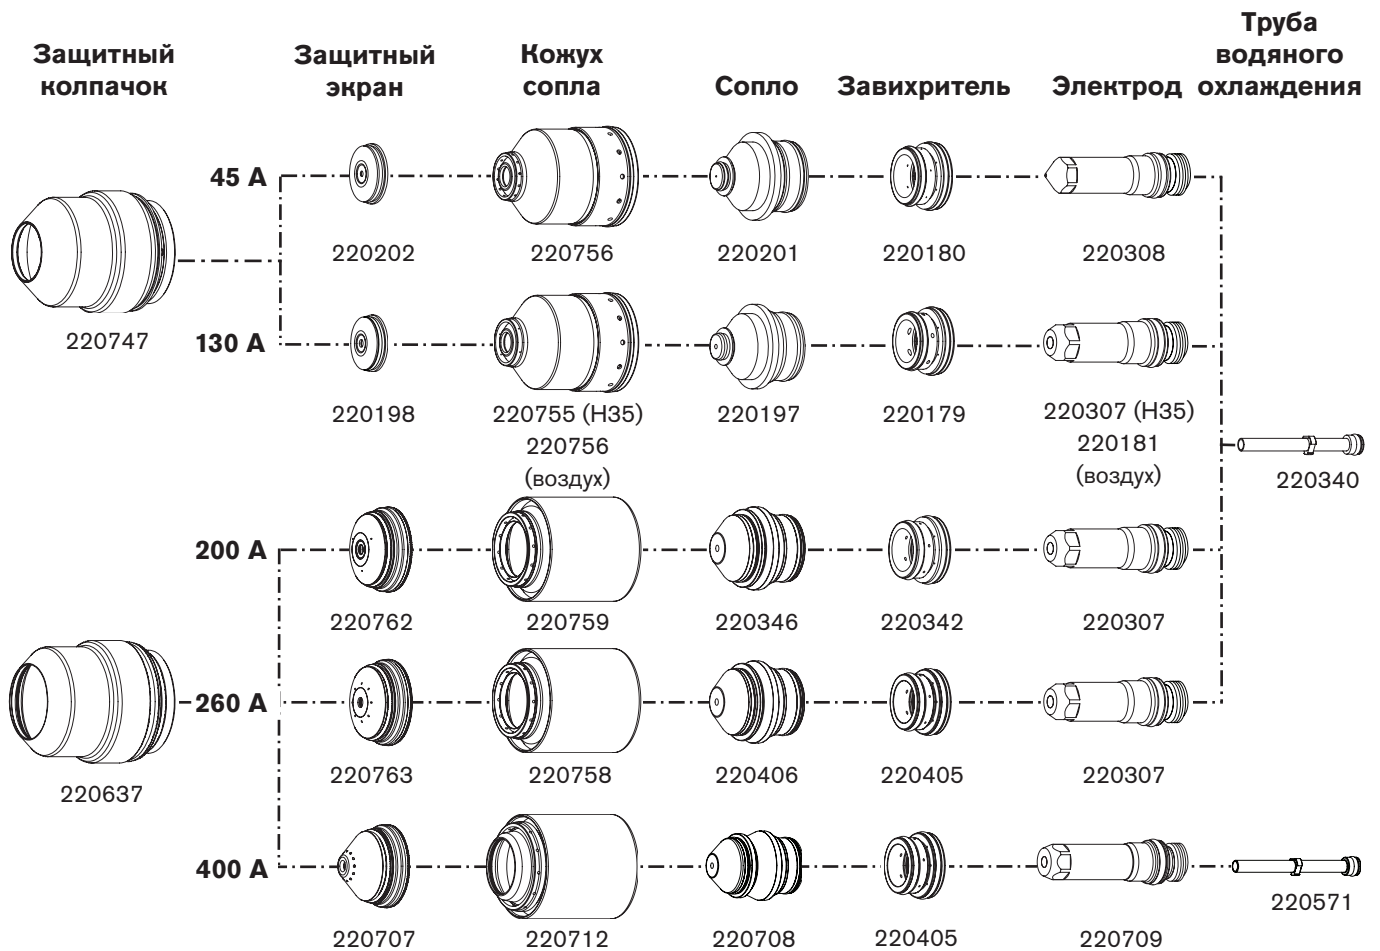 Защитный
колпачок
Защитный
экран
Кожух
сопла
Сопло
Завихритель
Электрод
Труба
водяного
охлаждения
45 A
220202
220756
220201
220180
220308
220747
130 A
220198
220755 (H35)
220756
(воздух)
220197
220179
220307 (H35)
220181
(воздух)
220340
200 A
220762
220759
220346
220342
220307
260 A
220763
220758
220406
220405
220307
220637
400 A
220707
220712
220708
220405
220709
220571